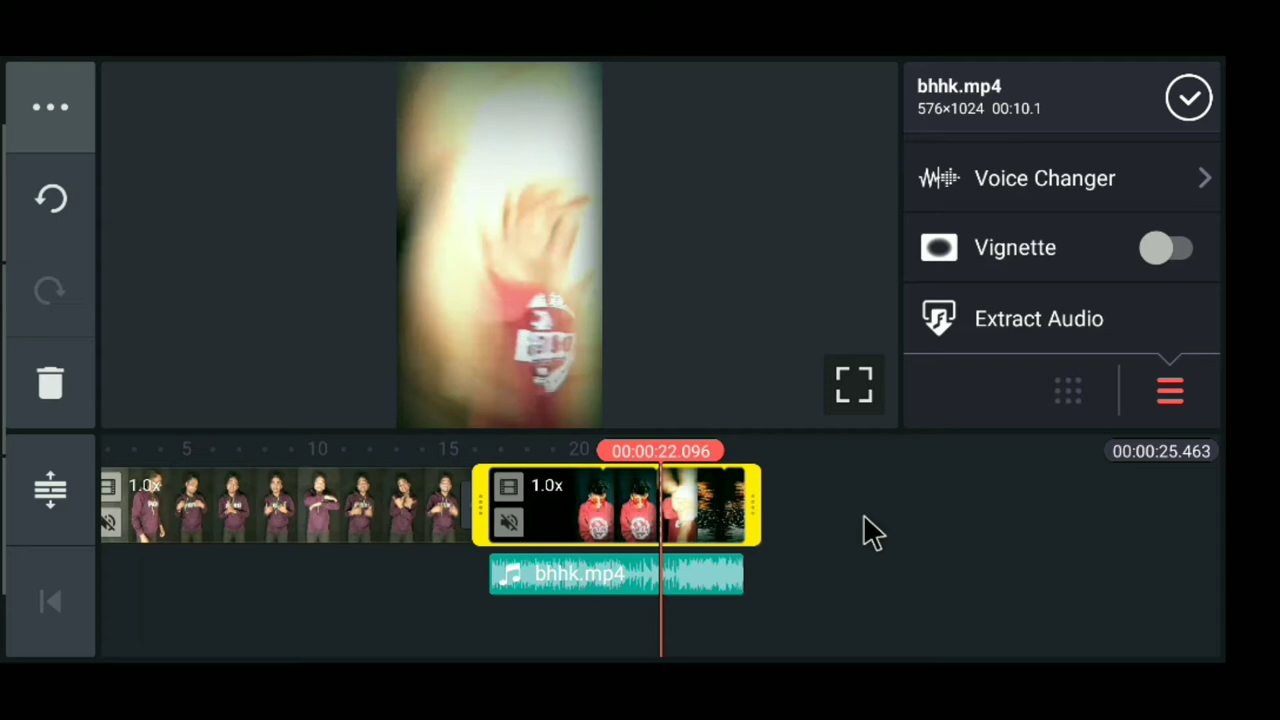 bhhk.mp4
576×1024 00:10.1
Voice Changer
Vignette
Extract Audio
5
10
15
20
00:00:22.096
00:00:25.463
1.0x
1.0x
bhhk.mp4